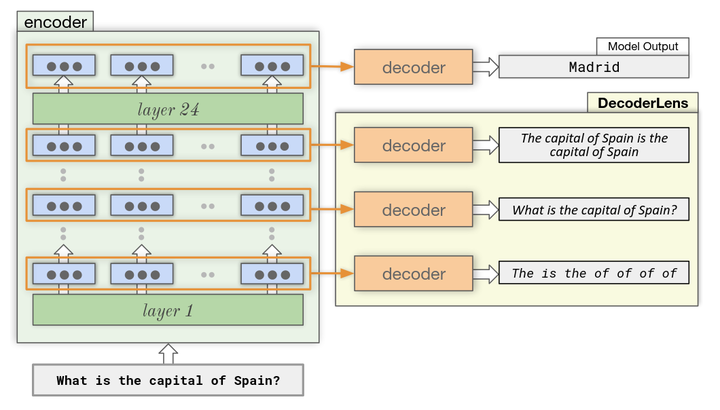 encoder
Model Output
decoder
Madrid
layer 24
DecoderLens
decoder
The capital of Spain is the
capital of Spain
decoder
What is the capital of Spain?
decoder
The is the of of of of
layer 1
What is the capital of Spain?